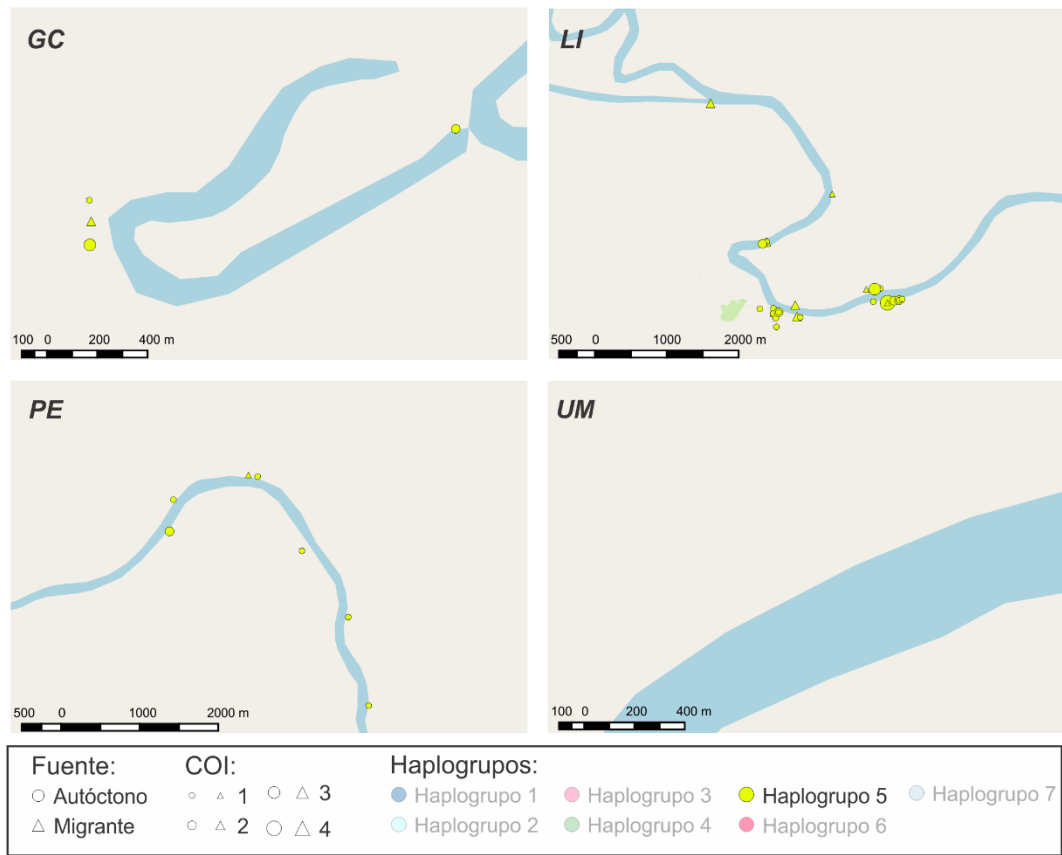 GC
100 0 200 400 m
LI
500 0 1000 2000 m
PE
500 0 1000 2000 m
UM
100 0 200 400 m
Fuente: COI: Haplogrupos:
Autóctono 1 3 Haplogrupo 1 Haplogrupo 3 Haplogrupo 5 Haplogrupo 7
Migrante 2 4 Haplogrupo 2 Haplogrupo 4 Haplogrupo 6